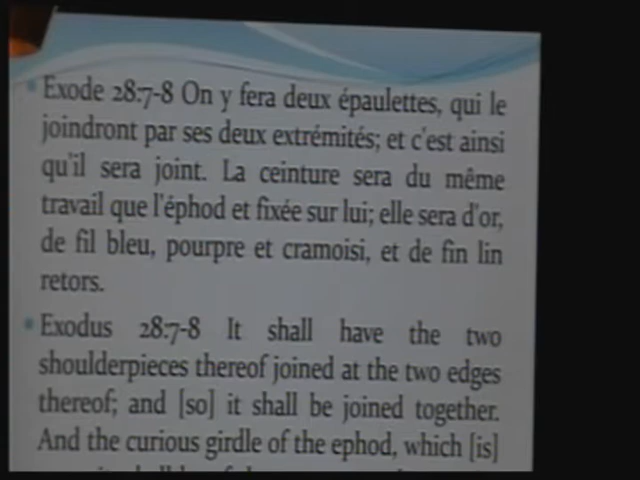 Exode 28:7-8 On y fera deux épaulettes, qui le
joindront par ses deux extrémités; et c'est ainsi
qu'il sera joint. La ceinture sera du même
travail que l'éphod et fixée sur lui; elle sera d'or,
de fil bleu, pourpre et cramoisi, et de fin lin
retors.
Exodus 28:7-8 It shall have the two
shoulderpieces thereof joined at the two edges
thereof; and [so] it shall be joined together.
And the curious girdle of the ephod, which [is]